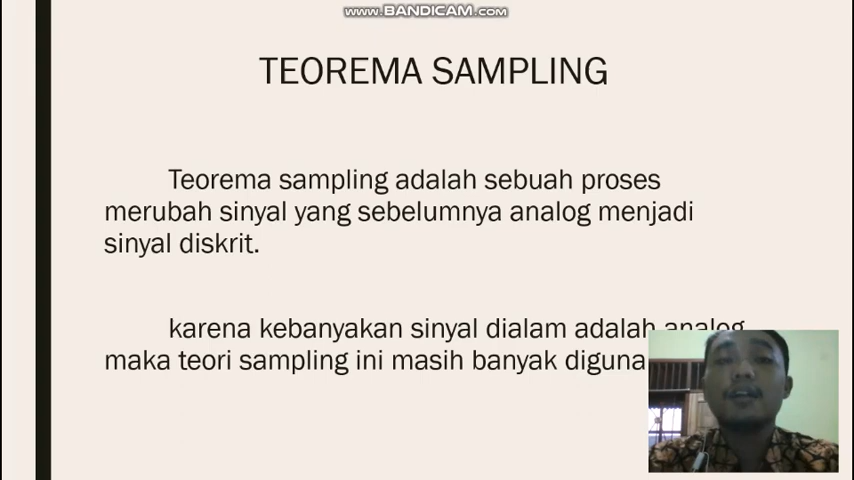 www.BANDICAM.com
TEOREMA SAMPLING
Teorema sampling adalah sebuah proses
merubah sinyal yang sebelumnya analog menjadi
sinyal diskrit.
karena kebanyakan sinyal dialam adalah analog
maka teori sampling ini masih banyak